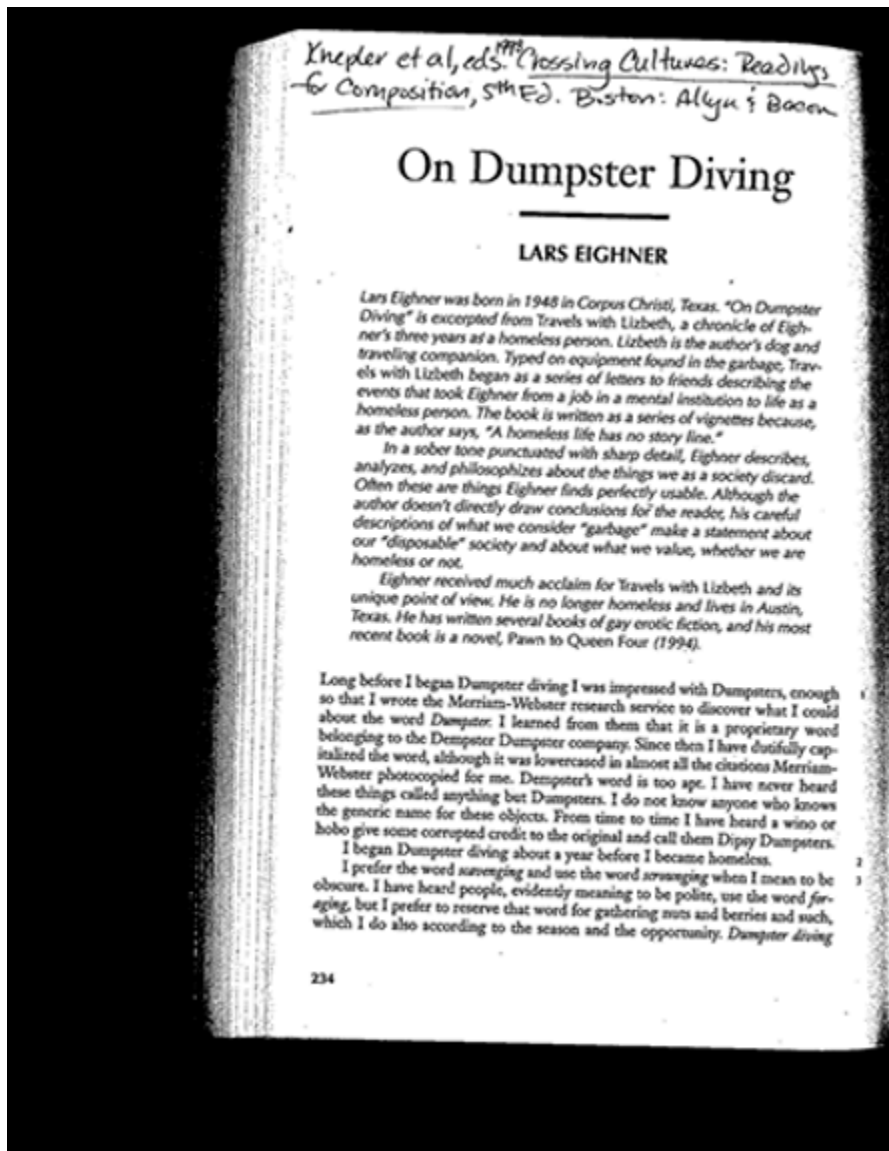 Knepler et al, eds. 1998 Crossing Cultures: Readings
for Composition, 5th Ed. Boston: Allyn & Bacon
On Dumpster Diving
LARS EIGHNER
Lars Eighner was born in 1948 in Corpus Christi, Texas. "On Dumpster
Diving" is excerpted from Travels with Lizbeth, a chronicle of Eigh-
ner's three years as a homeless person. Lizbeth is the author's dog and
traveling companion. Typed on equipment found in the garbage, Trav-
els with Lizbeth began as a series of letters to friends describing the
events that took Eighner from a job in a mental institution to life as a
homeless person. The book is written as a series of vignettes because,
as the author says, "A homeless life has no story line."
In a sober tone punctuated with sharp detail, Eighner describes,
analyzes, and philosophizes about the things we as a society discard.
Often these are things Eighner finds perfectly usable. Although the
author doesn't directly draw conclusions for the reader, his careful
descriptions of what we consider "garbage" make a statement about
our "disposable" society and about what we value, whether we are
homeless or not.
Eighner received much acclaim for Travels with Lizbeth and its
unique point of view. He is no longer homeless and lives in Austin,
Texas. He has written several books of gay erotic fiction, and his most
recent book is a novel, Pawn to Queen Four (1994).
Long before I began Dumpster diving I was impressed with Dumpsters, enough 1
so that I wrote the Merriam-Webster research service to discover what I could
about the word Dumpster. I learned from them that it is a proprietary word
belonging to the Dempster Dumpster company. Since then I have dutifully cap-
italized the word, although it was lowercased in almost all the citations Merriam-
Webster photocopied for me. Dempster's word is too apt. I have never heard
these things called anything but Dumpsters. I do not know anyone who knows
the generic name for these objects. From time to time I have heard a wino or
hobo give some corrupted credit to the original and call them Dipsy Dumpsters.
I began Dumpster diving about a year before I became homeless. 2
I prefer the word scavenging and use the word scrounging when I mean to be 3
obscure. I have heard people, evidently meaning to be polite, use the word for-
aging, but I prefer to reserve that word for gathering nuts and berries and such,
which I do also according to the season and the opportunity. Dumpster diving
234